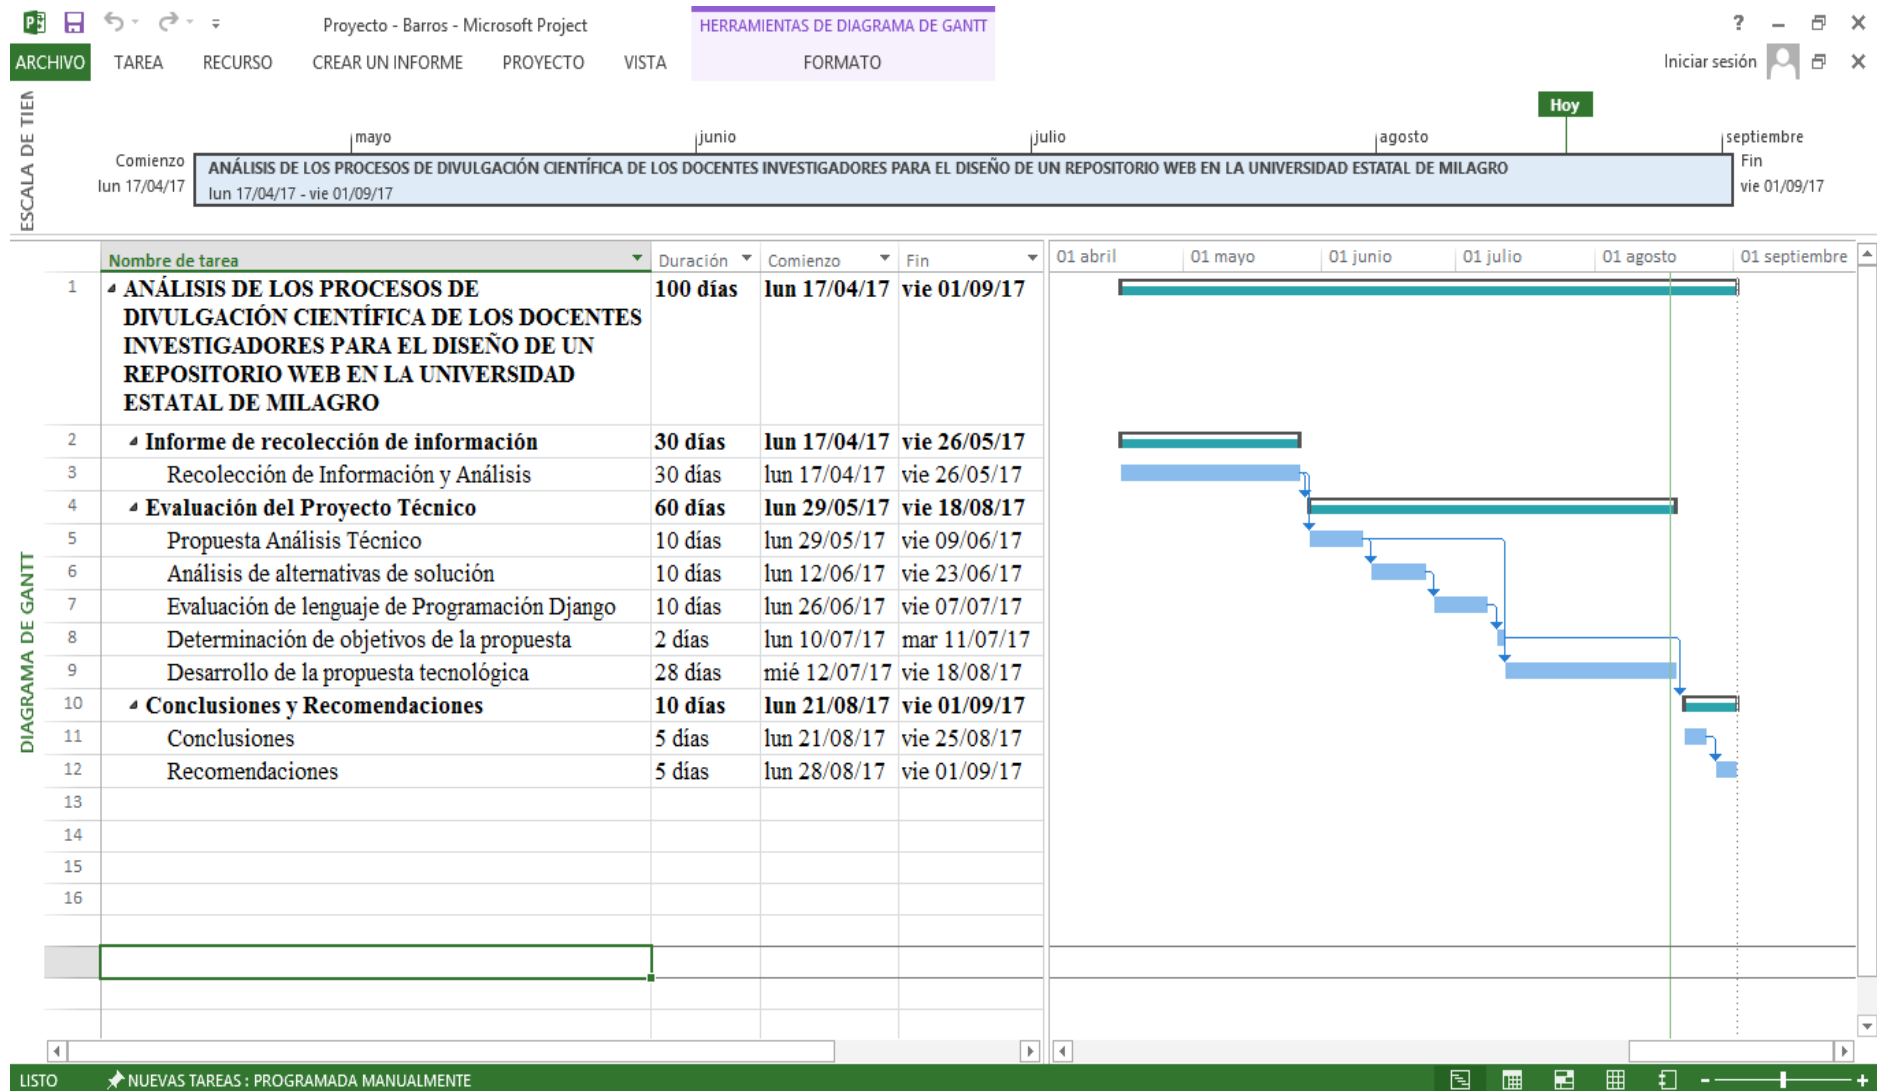 Proyecto - Barros - Microsoft Project
HERRAMIENTAS DE DIAGRAMA DE GANTT
?
ARCHIVO TAREA RECURSO CREAR UN INFORME PROYECTO VISTA FORMATO Iniciar sesión
ESCALA DE TIEM
Hoy
mayo junio julio agosto septiembre
Comienzo
lun 17/04/17
ANÁLISIS DE LOS PROCESOS DE DIVULGACIÓN CIENTÍFICA DE LOS DOCENTES INVESTIGADORES PARA EL DISEÑO DE UN REPOSITORIO WEB EN LA UNIVERSIDAD ESTATAL DE MILAGRO
lun 17/04/17 - vie 01/09/17
Fin
vie 01/09/17
DIAGRAMA DE GANTT
Nombre de tarea Duración Comienzo Fin 01 abril 01 mayo 01 junio 01 julio 01 agosto 01 septiembre
1 ANÁLISIS DE LOS PROCESOS DE 100 días lun 17/04/17 vie 01/09/17
DIVULGACIÓN CIENTÍFICA DE LOS DOCENTES
INVESTIGADORES PARA EL DISEÑO DE UN
REPOSITORIO WEB EN LA UNIVERSIDAD
ESTATAL DE MILAGRO
2 Informe de recolección de información 30 días lun 17/04/17 vie 26/05/17
3 Recolección de Información y Análisis 30 días lun 17/04/17 vie 26/05/17
4 Evaluación del Proyecto Técnico 60 días lun 29/05/17 vie 18/08/17
5 Propuesta Análisis Técnico 10 días lun 29/05/17 vie 09/06/17
6 Análisis de alternativas de solución 10 días lun 12/06/17 vie 23/06/17
7 Evaluación de lenguaje de Programación Django 10 días lun 26/06/17 vie 07/07/17
8 Determinación de objetivos de la propuesta 2 días lun 10/07/17 mar 11/07/17
9 Desarrollo de la propuesta tecnológica 28 días mié 12/07/17 vie 18/08/17
10 Conclusiones y Recomendaciones 10 días lun 21/08/17 vie 01/09/17
11 Conclusiones 5 días lun 21/08/17 vie 25/08/17
12 Recomendaciones 5 días lun 28/08/17 vie 01/09/17
13
14
15
16
LISTO NUEVAS TAREAS : PROGRAMADA MANUALMENTE